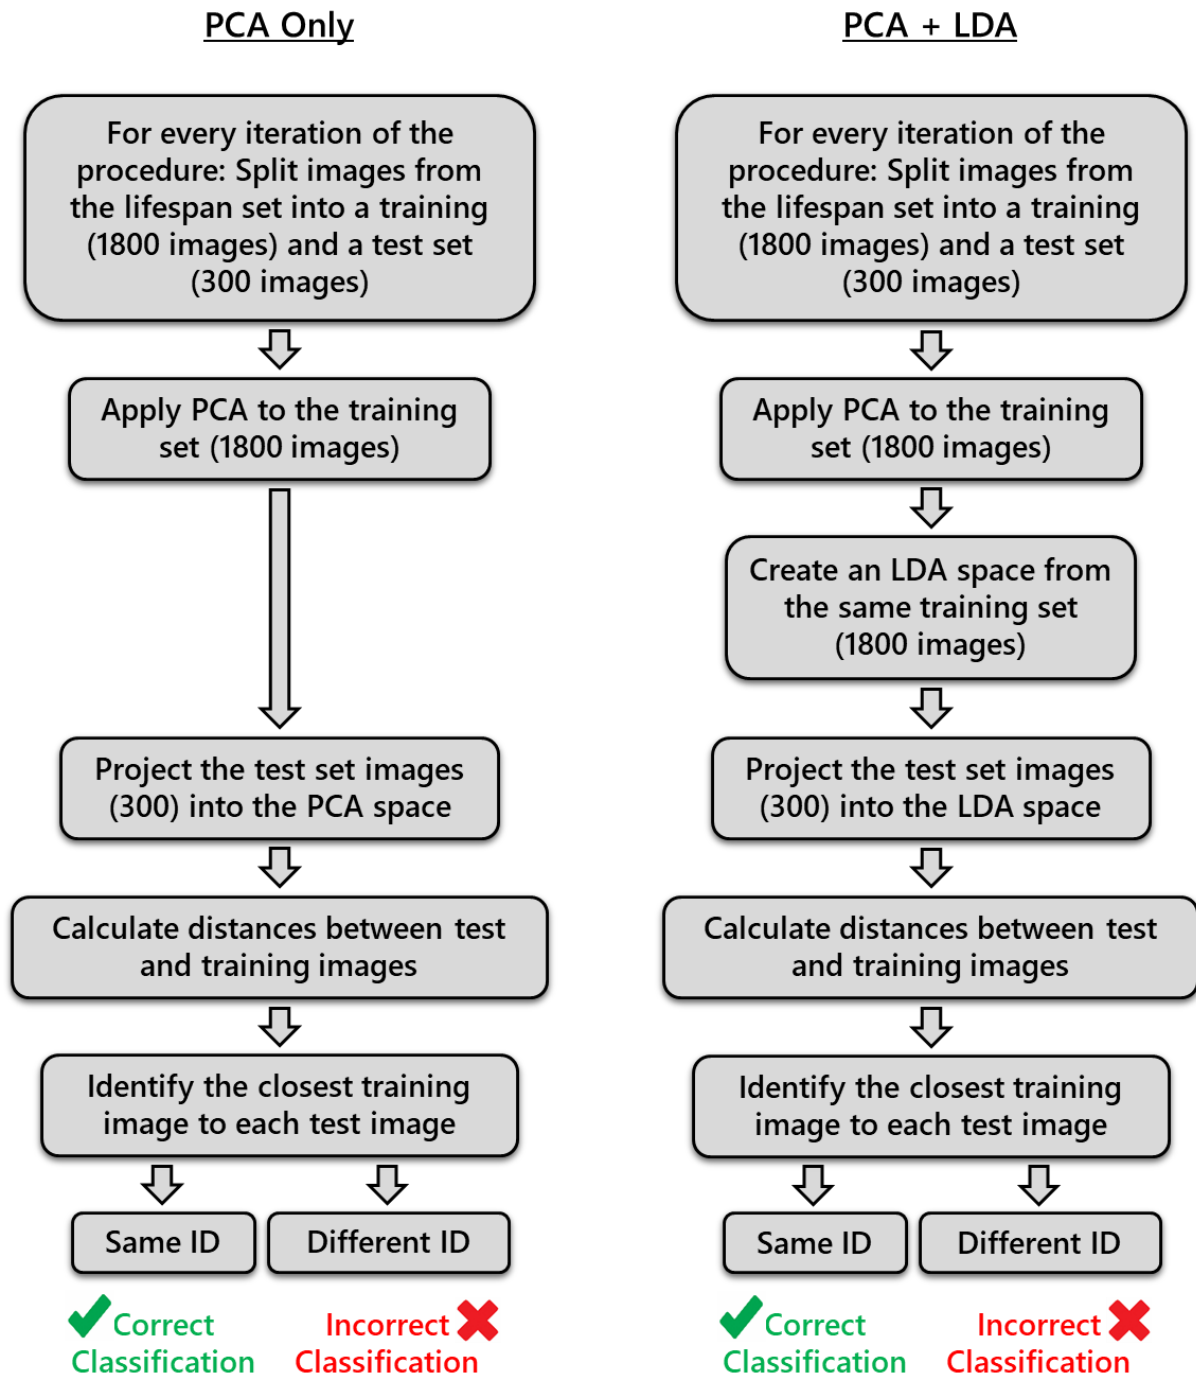 PCA Only
For every iteration of the
procedure: Split images from
the lifespan set into a training
(1800 images) and a test set
(300 images)
Apply PCA to the training
set (1800 images)
Project the test set images
(300) into the PCA space
Calculate distances between test
and training images
Identify the closest training
image to each test image
Same ID
Different ID
Correct
Classification
Incorrect
Classification
PCA + LDA
For every iteration of the
procedure: Split images from
the lifespan set into a training
(1800 images) and a test set
(300 images)
Apply PCA to the training
set (1800 images)
Create an LDA space from
the same training set
(1800 images)
Project the test set images
(300) into the LDA space
Calculate distances between test
and training images
Identify the closest training
image to each test image
Same ID
Different ID
Correct
Classification
Incorrect
Classification